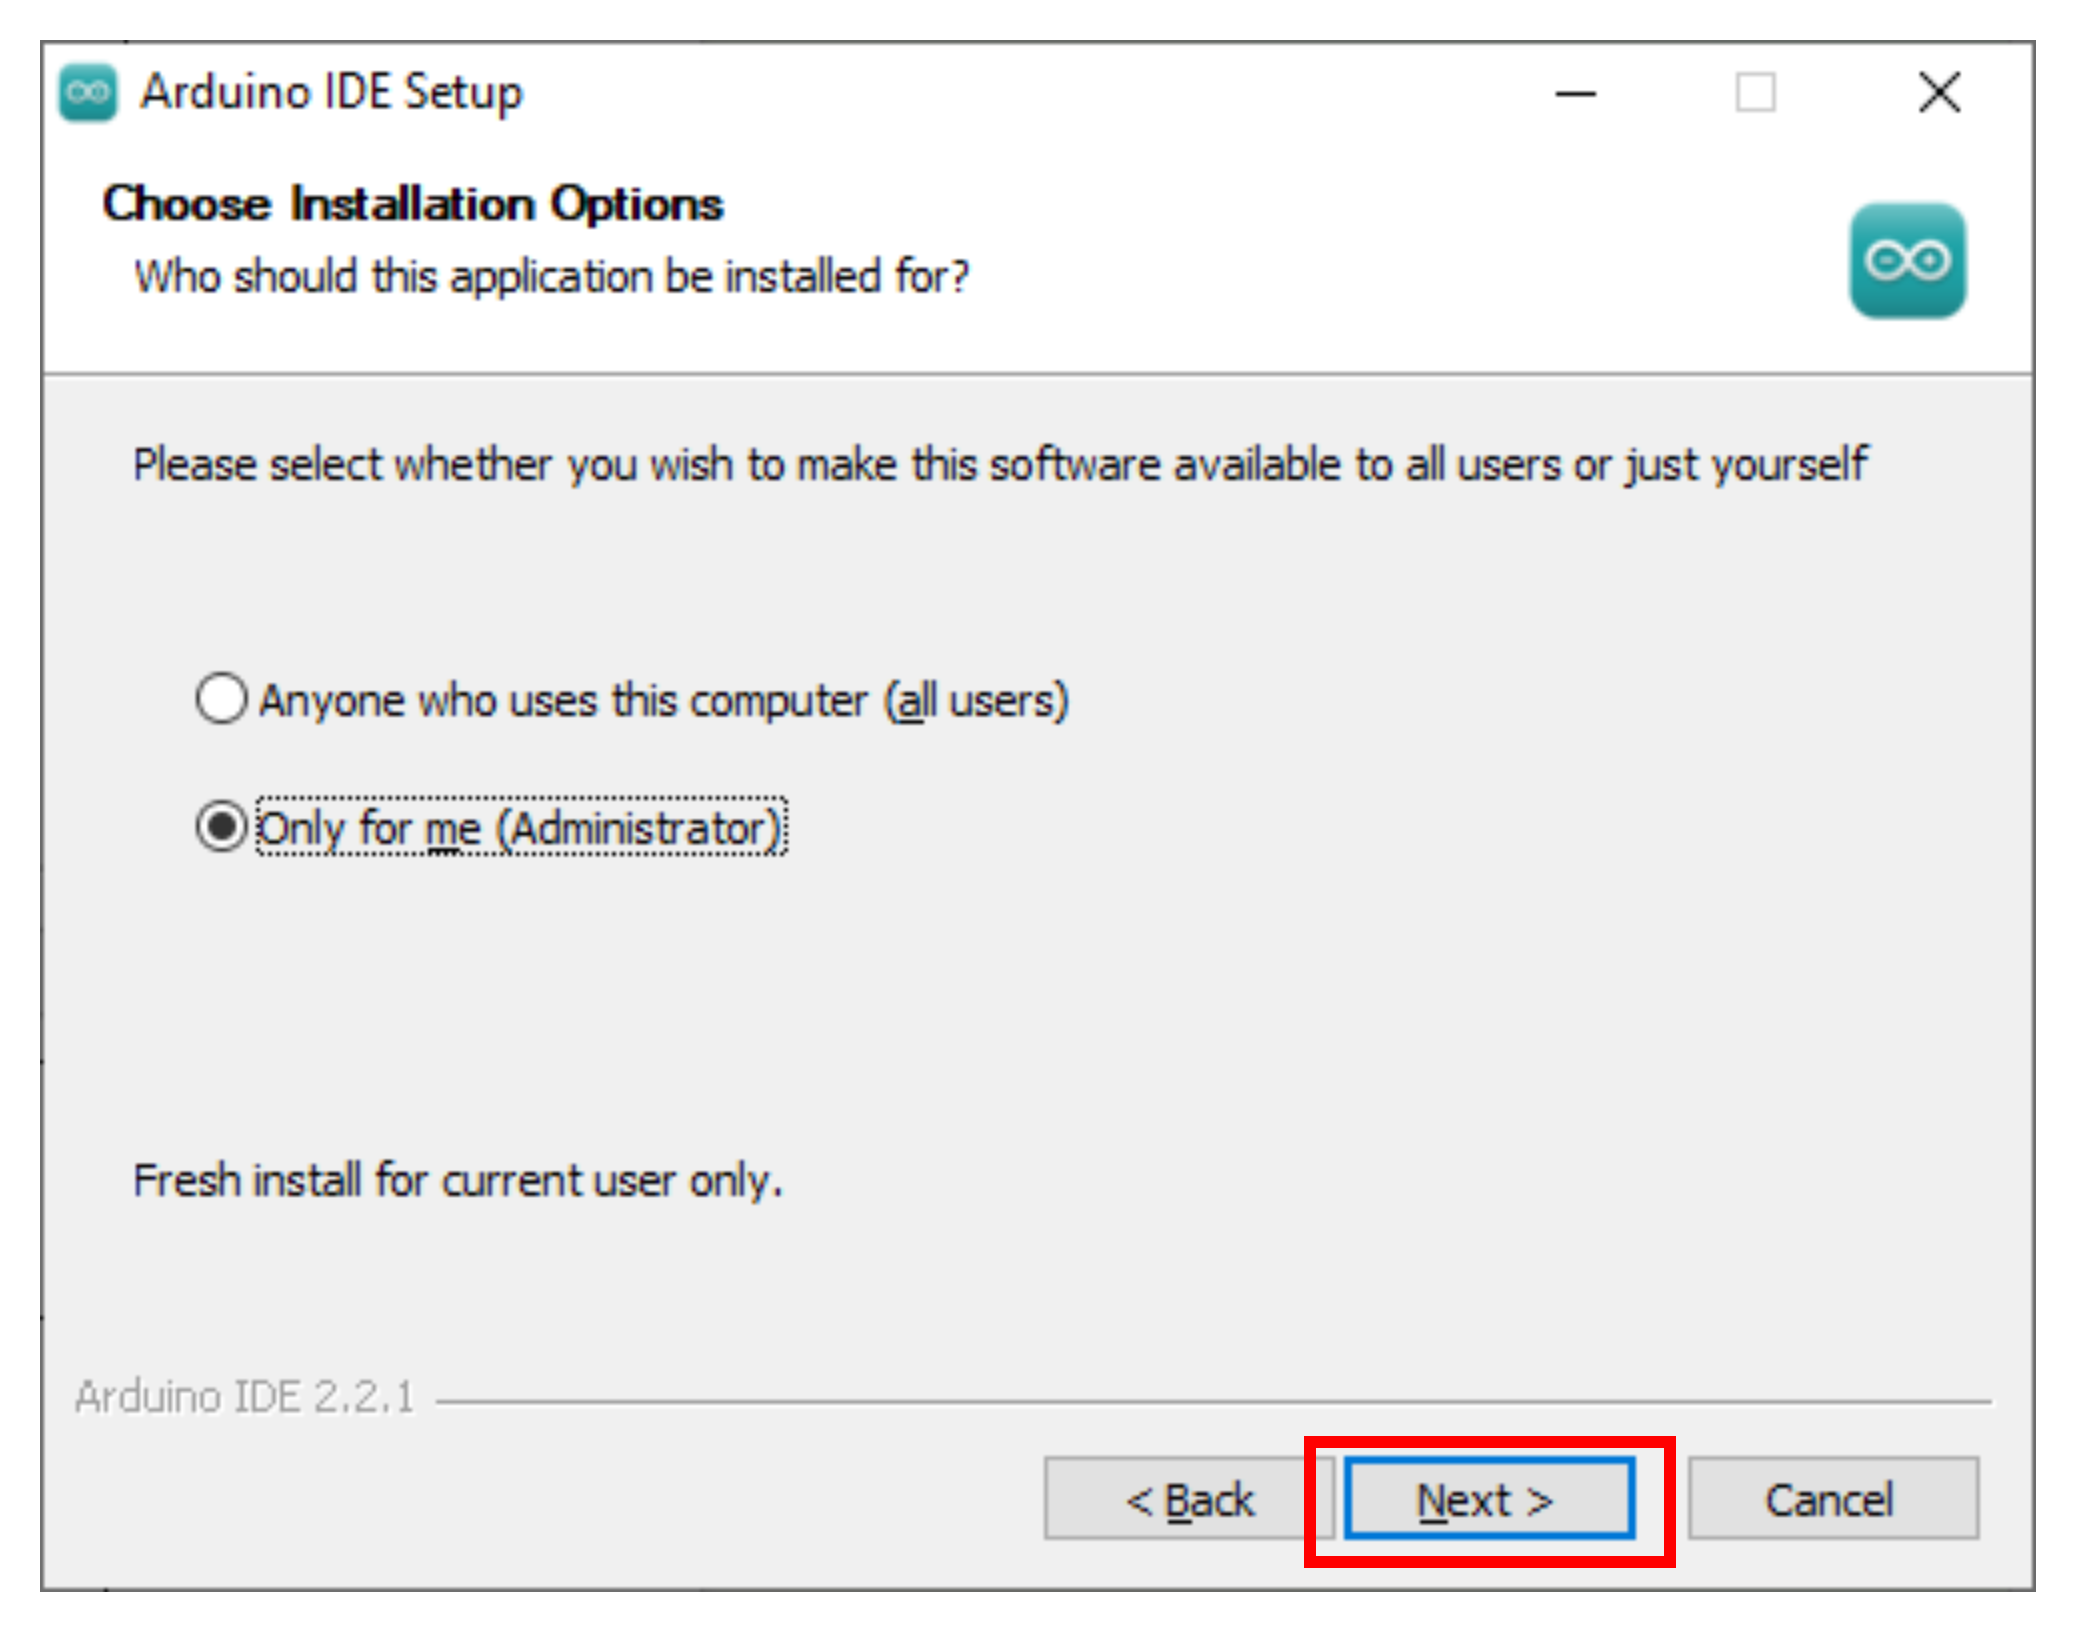 Arduino IDE Setup
Choose Installation Options
Who should this application be installed for?
Please select whether you wish to make this software available to all users or just yourself
Anyone who uses this computer (all users)
Only for me (Administrator)
Fresh install for current user only.
Arduino IDE 2.2.1
< Back
Next >
Cancel